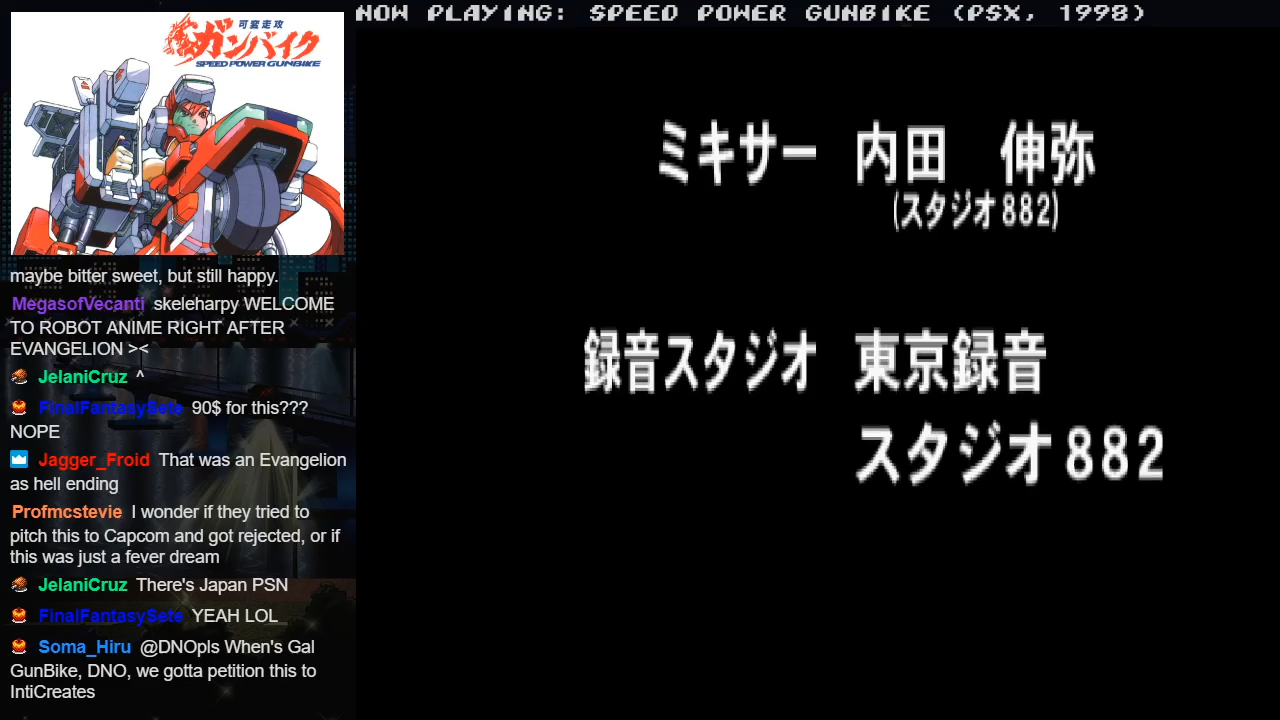 NOW PLAYING: SPEED POWER GUNBIKE (PSX, 1998)
可変走攻
ガンバイク
SPEED POWER GUNBIKE
maybe bitter sweet, but still happy.
MegasofVecanti skeleharpy WELCOME
TO ROBOT ANIME RIGHT AFTER
EVANGELION ><
JelaniCruz ^
FinalFantasySete 90$ for this???
NOPE
Jagger_Froid That was an Evangelion
as hell ending
Profmcstevie I wonder if they tried to
pitch this to Capcom and got rejected, or if
this was just a fever dream
JelaniCruz There's Japan PSN
FinalFantasySete YEAH LOL
Soma_Hiru @DNOpls When's Gal
GunBike, DNO, we gotta petition this to
IntiCreates
ミキサー 内田 伸弥
(スタジオ882)
録音スタジオ 東京録音
スタジオ882